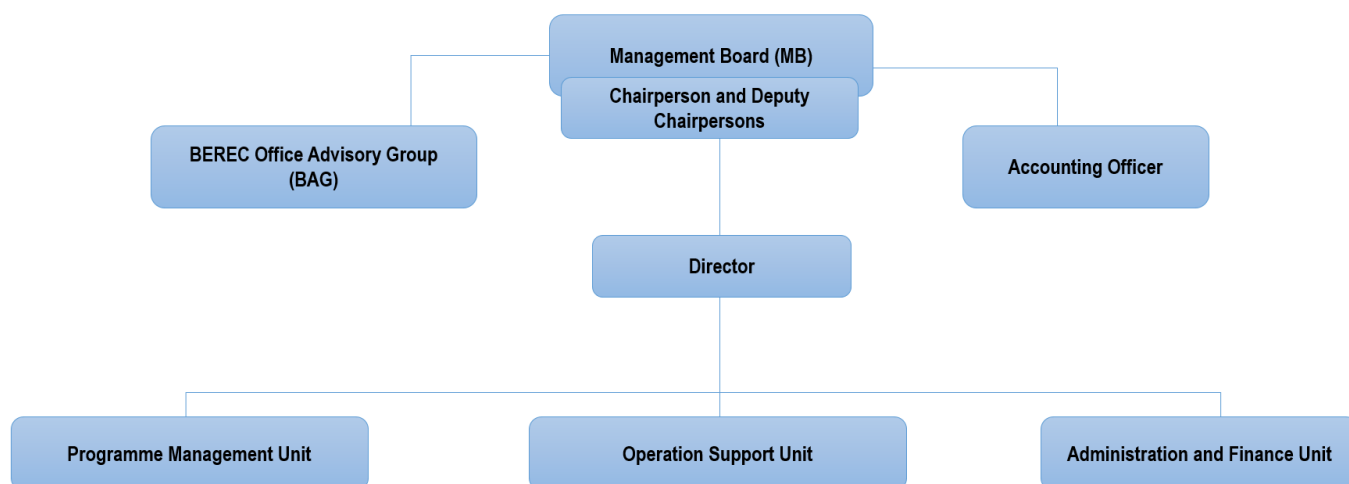 Management Board (MB)
Chairperson and Deputy
Chairpersons
BEREC Office Advisory Group
(BAG)
Accounting Officer
Director
Programme Management Unit
Operation Support Unit
Administration and Finance Unit